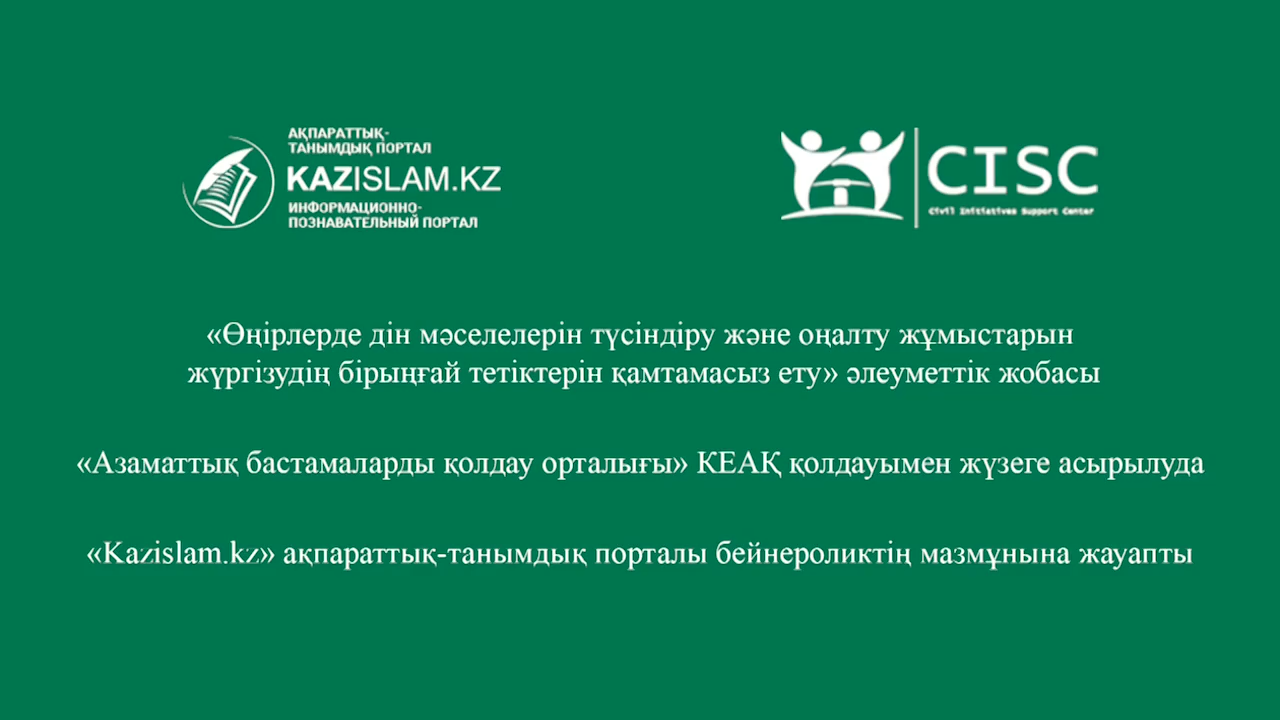 АҚПАРАТТЫҚ-
ТАНЫМДЫҚ ПОРТАЛ
KAZISLAM.KZ
ИНФОРМАЦИОННО-
ПОЗНАВАТЕЛЬНЫЙ ПОРТАЛ
CISC
Civil Initiatives Support Center
«Өңірлерде дін мәселелерін түсіндіру және оңалту жұмыстарын
жүргізудің бірыңғай тетіктерін қамтамасыз ету» әлеуметтік жобасы
«Азаматтық бастамаларды қолдау орталығы» КЕАҚ қолдауымен жүзеге асырылуда
«Kazislam.kz» ақпараттық-танымдық порталы бейнероликтің мазмұнына жауапты